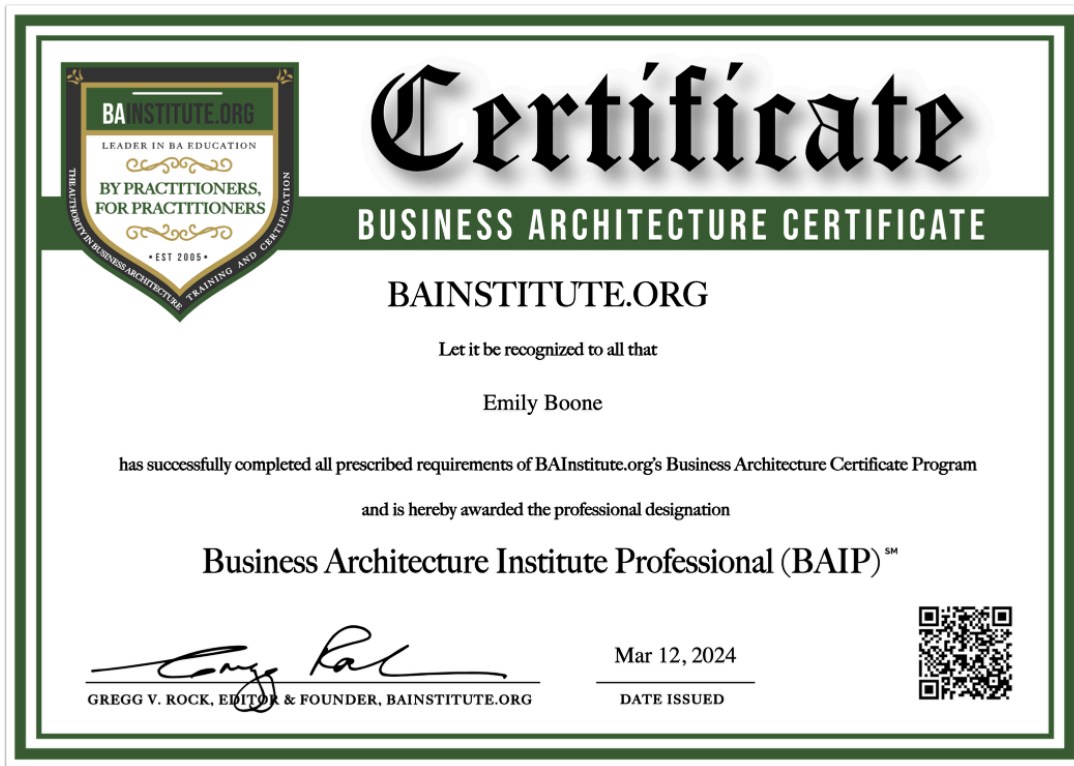 BAINSTITUTE.ORG
LEADER IN BA EDUCATION
BY PRACTITIONERS,
FOR PRACTITIONERS
•EST 2005•
THE AUTHORITY IN BUSINESS ARCHITECTURE TRAINING AND CERTIFICATION
Certificate
BUSINESS ARCHITECTURE CERTIFICATE
BAINSTITUTE.ORG
Let it be recognized to all that
Emily Boone
has successfully completed all prescribed requirements of BAInstitute.org's Business Architecture Certificate Program
and is hereby awarded the professional designation
Business Architecture Institute Professional (BAIP)℠
Mar 12, 2024
GREGG V. ROCK, EDITOR & FOUNDER, BAINSTITUTE.ORG
DATE ISSUED